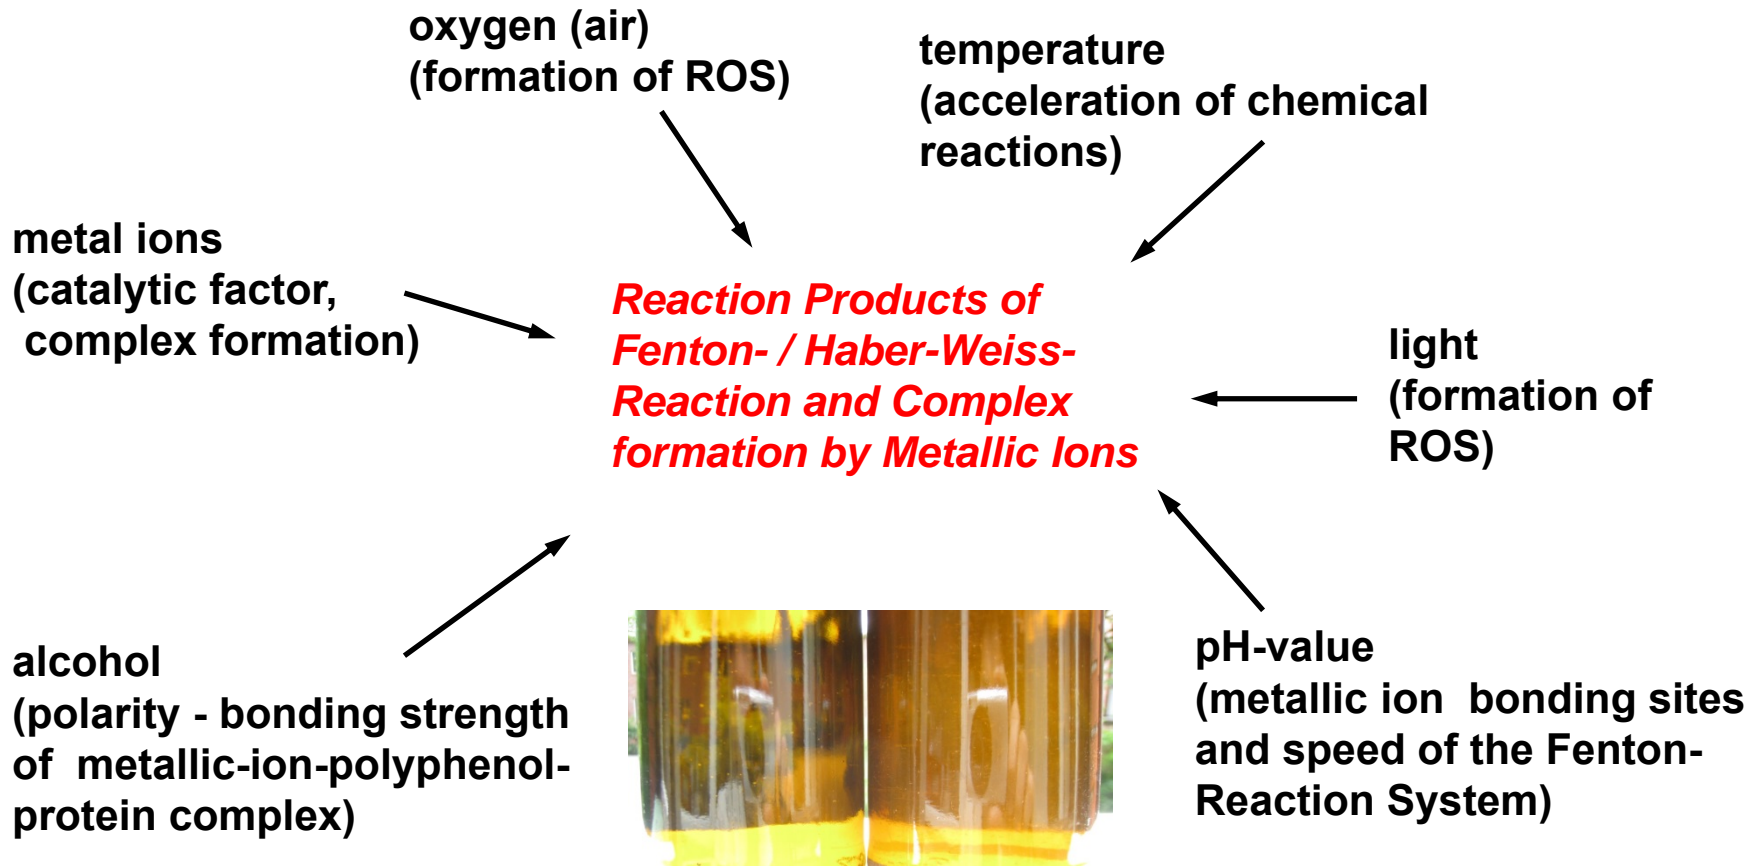 oxygen (air)
(formation of ROS)
temperature
(acceleration of chemical
reactions)
metal ions
(catalytic factor,
complex formation)
Reaction Products of
Fenton- / Haber-Weiss-
Reaction and Complex
formation by Metallic Ions
light
(formation of
ROS)
alcohol
(polarity - bonding strength
of metallic-ion-polyphenol-
protein complex)
pH-value
(metallic ion bonding sites
and speed of the Fenton-
Reaction System)